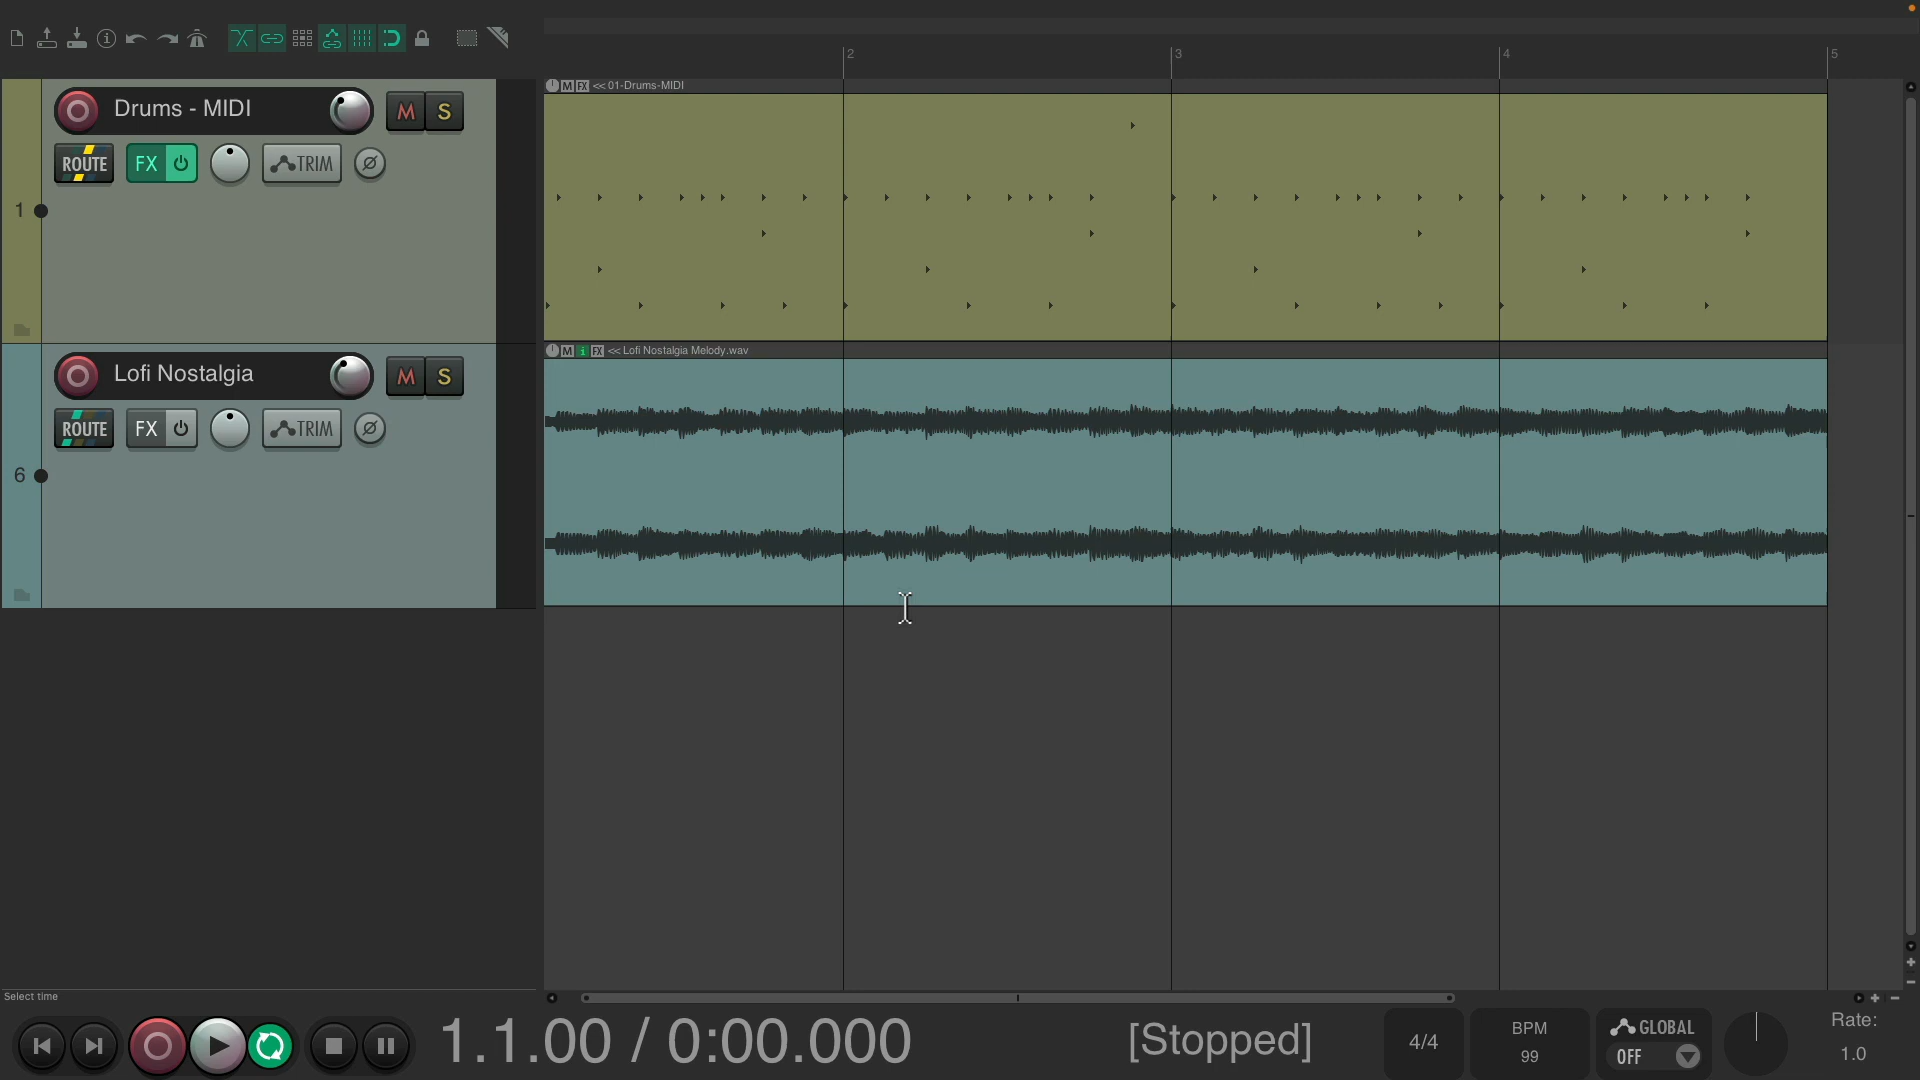 2
3
4
5
M FX << 01-Drums-MIDI
Drums - MIDI
M S
ROUTE FX TRIM
1
M i FX << Lofi Nostalgia Melody.wav
Lofi Nostalgia
M S
ROUTE FX TRIM
6
Select time
1.1.00 / 0:00.000
[Stopped]
4/4
BPM
99
GLOBAL
OFF
Rate:
1.0